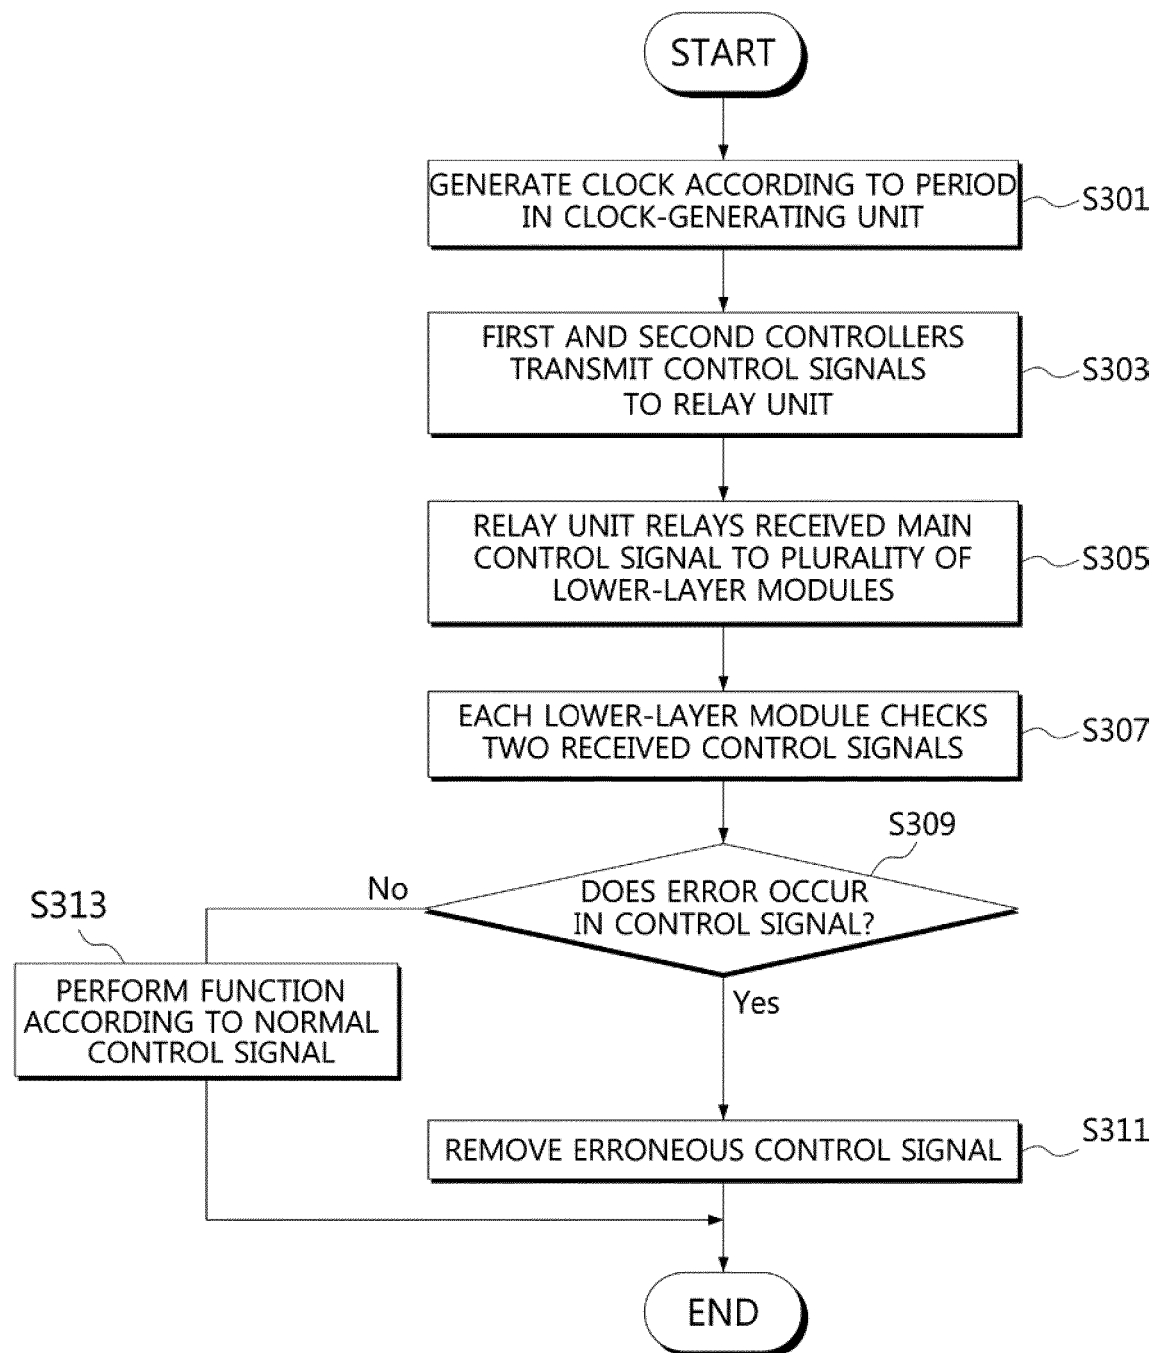 START
GENERATE CLOCK ACCORDING TO PERIOD
IN CLOCK-GENERATING UNIT
S301
FIRST AND SECOND CONTROLLERS
TRANSMIT CONTROL SIGNALS
TO RELAY UNIT
S303
RELAY UNIT RELAYS RECEIVED MAIN
CONTROL SIGNAL TO PLURALITY OF
LOWER-LAYER MODULES
S305
EACH LOWER-LAYER MODULE CHECKS
TWO RECEIVED CONTROL SIGNALS
S307
S309
DOES ERROR OCCUR
IN CONTROL SIGNAL?
No
S313
PERFORM FUNCTION
ACCORDING TO NORMAL
CONTROL SIGNAL
Yes
REMOVE ERRONEOUS CONTROL SIGNAL
S311
END